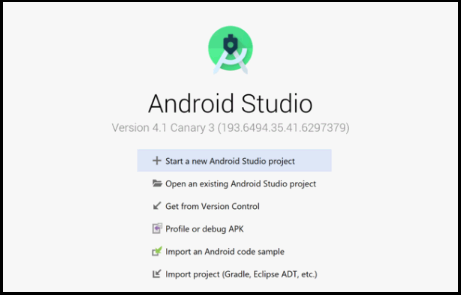 Android Studio
Version 4.1 Canary 3 (193.6494.35.41.6297379)
Start a new Android Studio project
Open an existing Android Studio project
Get from Version Control
Profile or debug APK
Import an Android code sample
Import project (Gradle, Eclipse ADT, etc.)